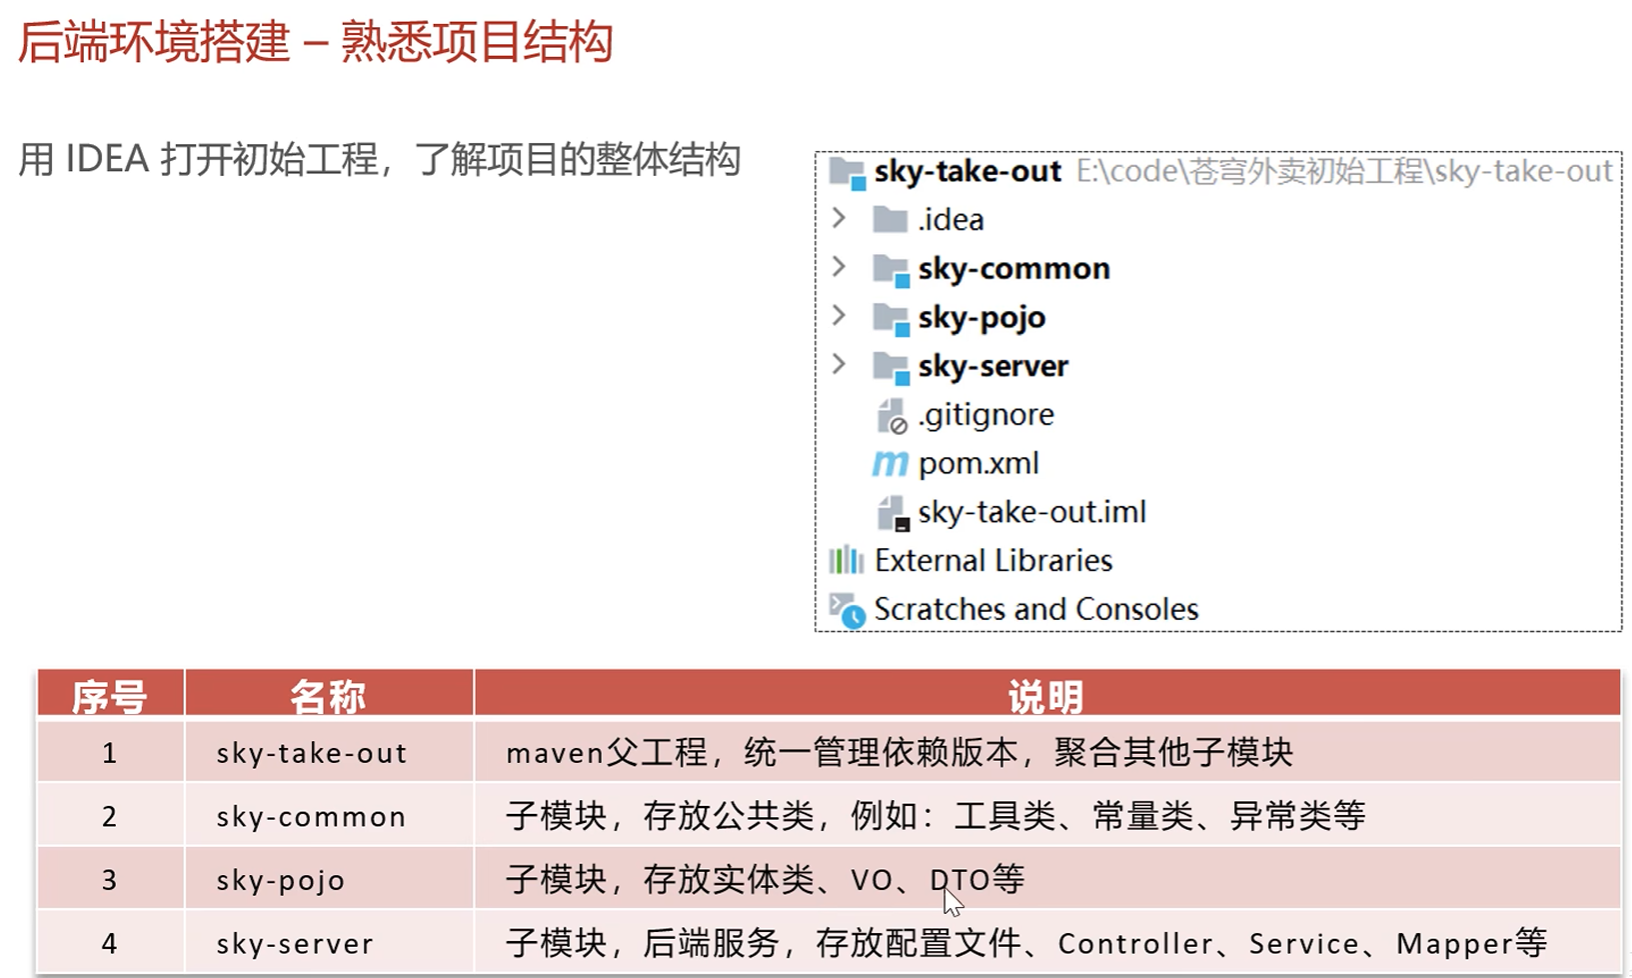 后端环境搭建 – 熟悉项目结构
用 IDEA 打开初始工程，了解项目的整体结构
sky-take-out E:\code\苍穹外卖初始工程\sky-take-out
.idea
sky-common
sky-pojo
sky-server
.gitignore
pom.xml
sky-take-out.iml
External Libraries
Scratches and Consoles
序号 名称 说明
1 sky-take-out maven父工程，统一管理依赖版本，聚合其他子模块
2 sky-common 子模块，存放公共类，例如：工具类、常量类、异常类等
3 sky-pojo 子模块，存放实体类、VO、DTO等
4 sky-server 子模块，后端服务，存放配置文件、Controller、Service、Mapper等